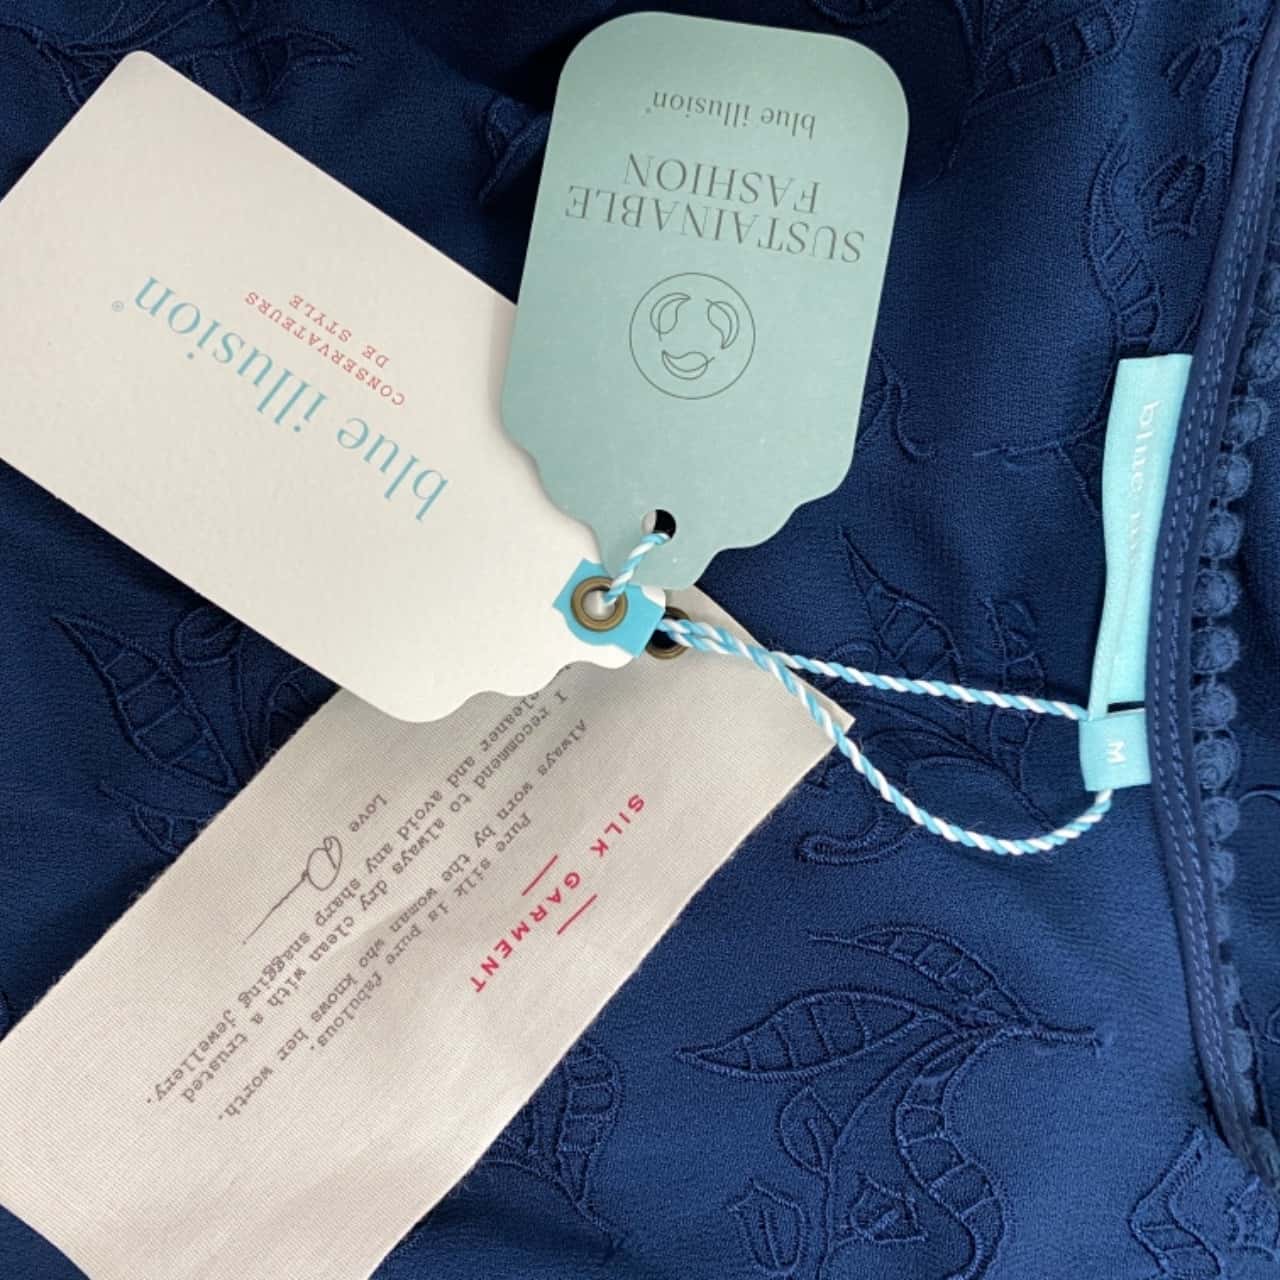 blue illusion®
CONSERVATEURS
DE STYLE
blue illusion®
SUSTAINABLE
FASHION
SILK GARMENT
Pure silk is pure fabulous.
Always worn by the woman who knows her worth.
I recommend to always dry clean with a trusted
cleaner and avoid any sharp snagging jewellery.
Love
blue
M